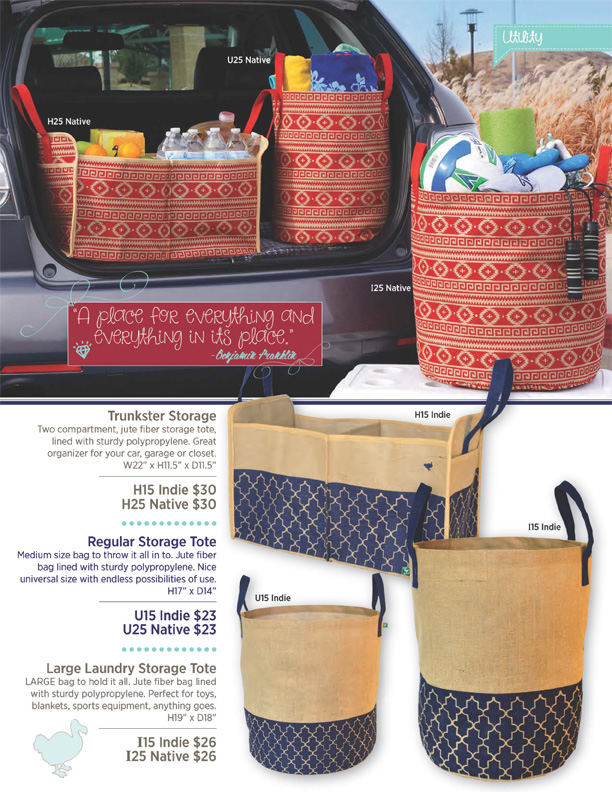 Utility
U25 Native
H25 Native
I25 Native
"A place for everything and
everything in its place."
~Benjamin Franklin
Trunkster Storage
Two compartment, jute fiber storage tote,
lined with sturdy polypropylene. Great
organizer for your car, garage or closet.
W22” x H11.5” x D11.5”
H15 Indie $30
H25 Native $30
Regular Storage Tote
Medium size bag to throw it all in to. Jute fiber
bag lined with sturdy polypropylene. Nice
universal size with endless possibilities of use.
H17” x D14”
U15 Indie $23
U25 Native $23
Large Laundry Storage Tote
LARGE bag to hold it all. Jute fiber bag lined
with sturdy polypropylene. Perfect for toys,
blankets, sports equipment, anything goes.
H19” x D18”
I15 Indie $26
I25 Native $26
H15 Indie
I15 Indie
U15 Indie